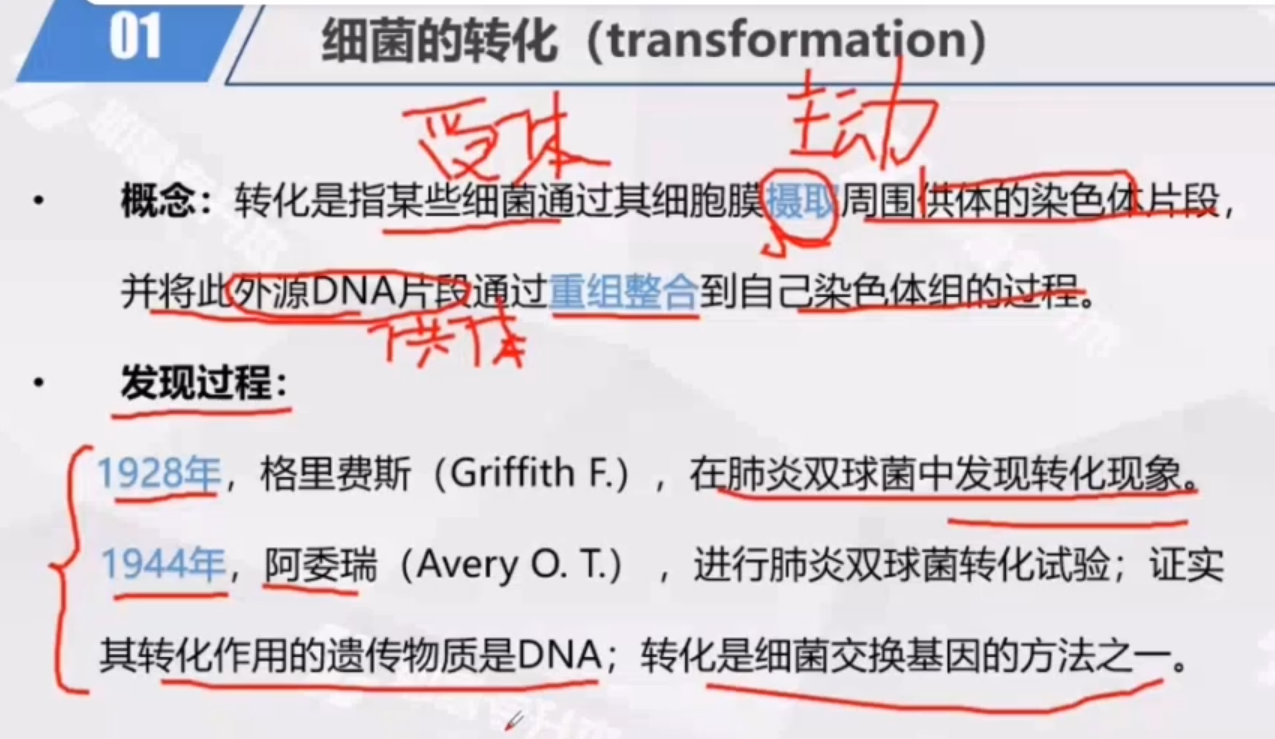 01
细菌的转化（transformation）
受体 主动
• 概念：转化是指某些细菌通过其细胞膜摄取周围供体的染色体片段，
并将此外源DNA片段通过重组整合到自己染色体组的过程。
供体
• 发现过程：
1928年，格里费斯（Griffith F.），在肺炎双球菌中发现转化现象。
1944年，阿委瑞（Avery O. T.），进行肺炎双球菌转化试验；证实
其转化作用的遗传物质是DNA；转化是细菌交换基因的方法之一。